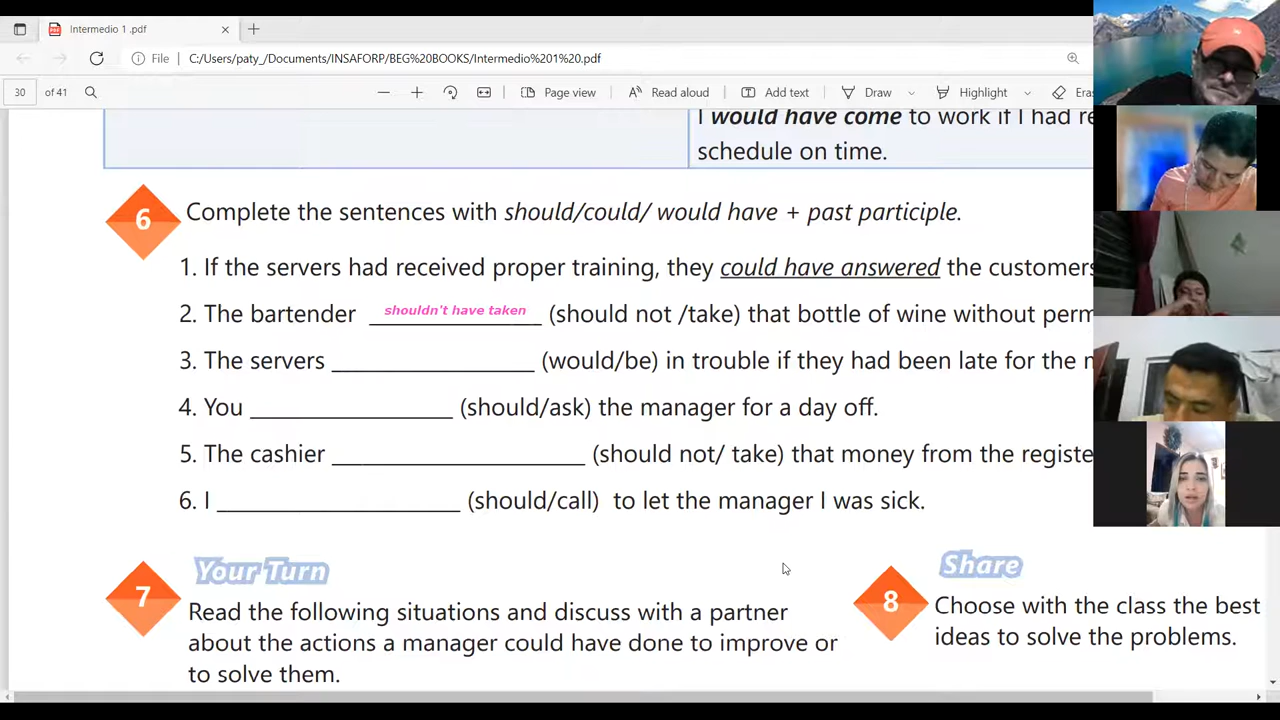 Intermedio 1 .pdf
File C:/Users/paty_/Documents/INSAFORP/BEG%20BOOKS/Intermedio%201%20.pdf
30 of 41 Page view Read aloud Add text Draw Highlight
I would have come to work if I had
schedule on time.
6 Complete the sentences with should/could/ would have + past participle.
1. If the servers had received proper training, they could have answered the customers
2. The bartender shouldn't have taken (should not /take) that bottle of wine without
3. The servers ____________ (would/be) in trouble if they had been late for the
4. You ____________ (should/ask) the manager for a day off.
5. The cashier ____________ (should not/ take) that money from the
6. I ____________ (should/call) to let the manager I was sick.
7 Your Turn
Read the following situations and discuss with a partner
about the actions a manager could have done to improve or
to solve them.
8 Share
Choose with the class the best
ideas to solve the problems.